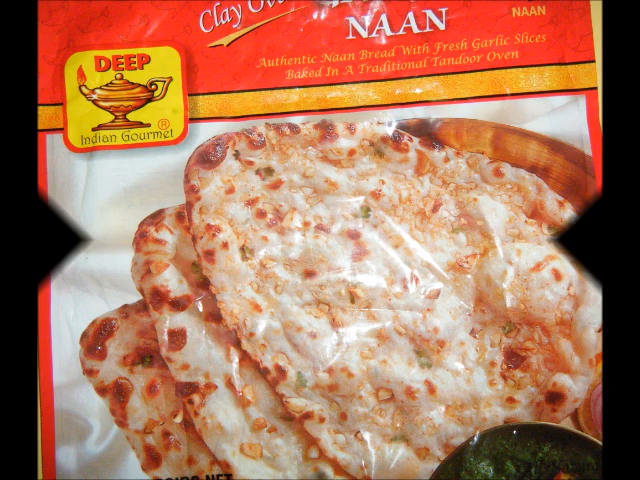 Clay Ov
NAAN
NAAN
Authentic Naan Bread With Fresh Garlic Slices
Baked In A Traditional Tandoor Oven
DEEP
®
Indian Gourmet